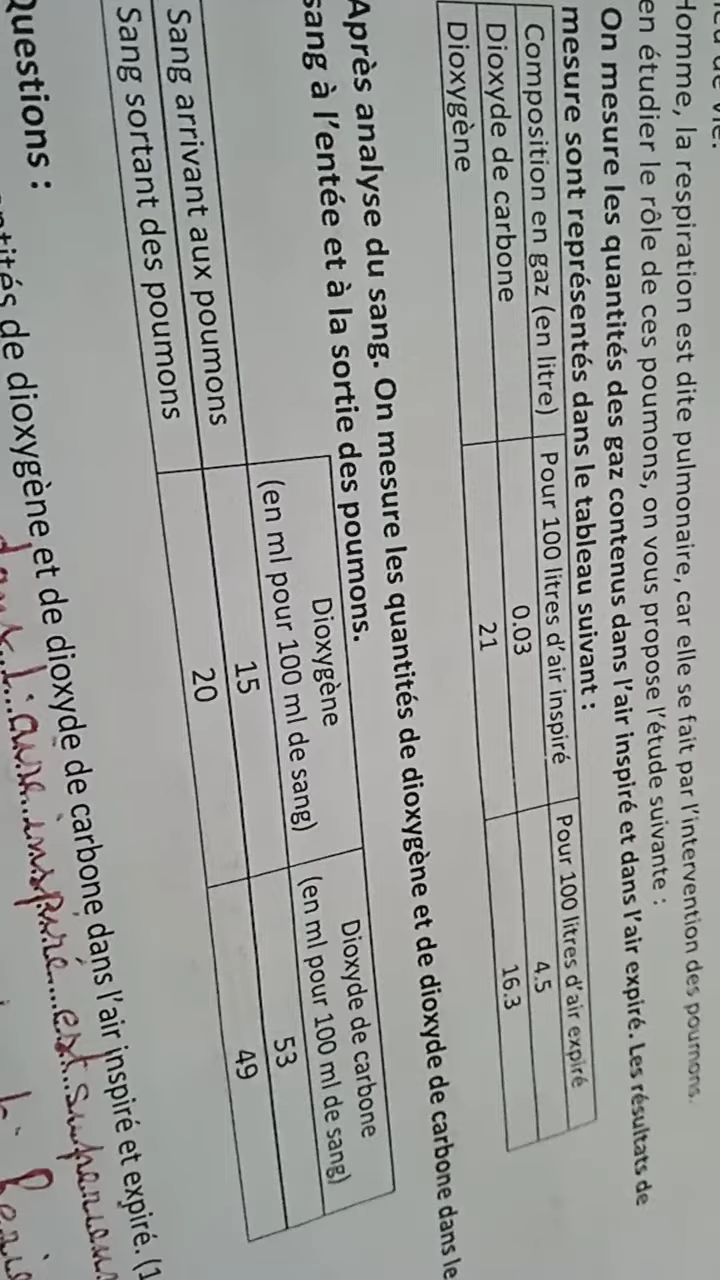 de vie.
Homme, la respiration est dite pulmonaire, car elle se fait par l'intervention des poumons.
en étudier le rôle de ces poumons, on vous propose l'étude suivante :
On mesure les quantités des gaz contenus dans l'air inspiré et dans l'air expiré. Les résultats de
mesure sont représentés dans le tableau suivant :
Composition en gaz (en litre) Pour 100 litres d'air inspiré Pour 100 litres d'air expiré
Dioxyde de carbone 0.03 4.5
Dioxygène 21 16.3
Après analyse du sang. On mesure les quantités de dioxygène et de dioxyde de carbone dans le
sang à l'entée et à la sortie des poumons.
Dioxygène Dioxyde de carbone
(en ml pour 100 ml de sang) (en ml pour 100 ml de sang)
Sang arrivant aux poumons 15 53
Sang sortant des poumons 20 49
Questions :
de dioxygène et de dioxyde de carbone dans l'air inspiré et expiré. (1
inspiré est